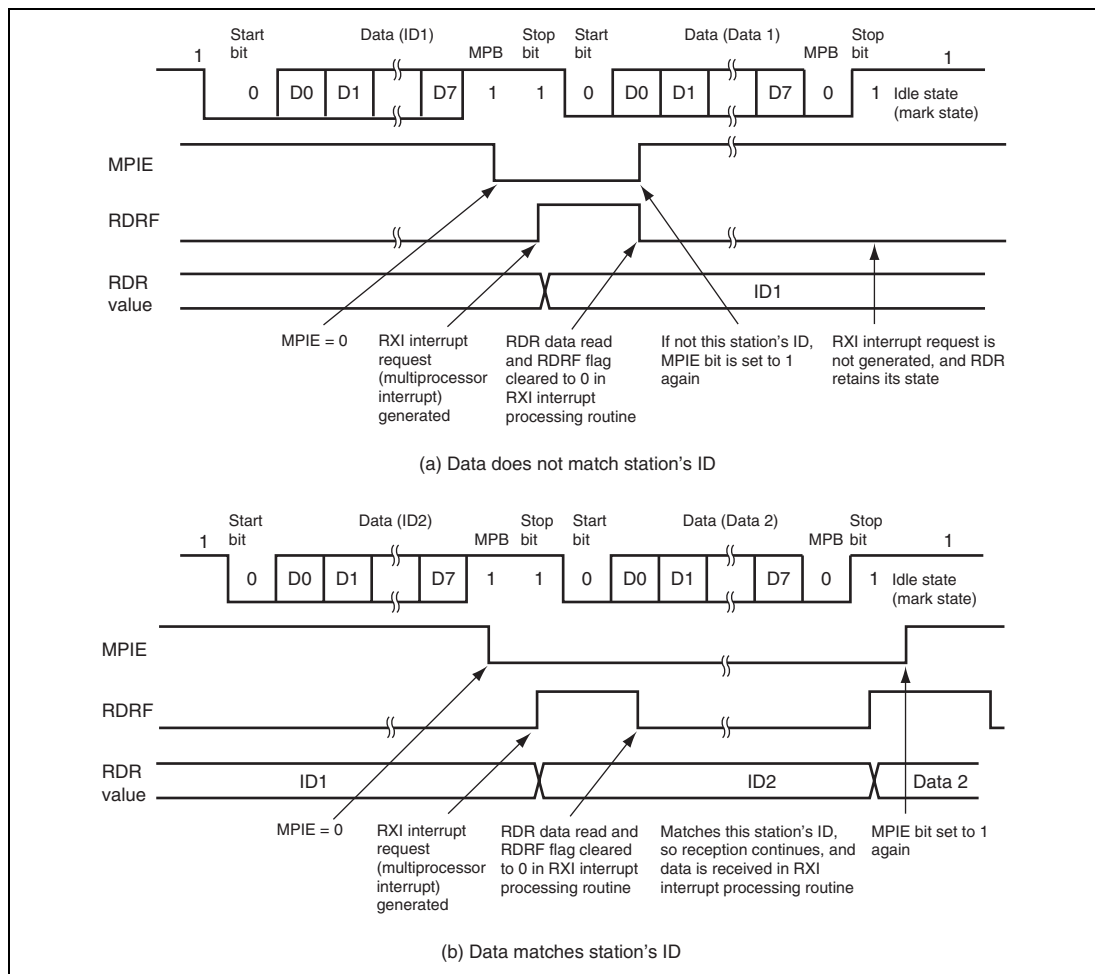 Start bit
Data (ID1)
MPB
Stop bit
Start bit
Data (Data 1)
MPB
Stop bit
1
1
0 D0 D1 D7 1 1 0 D0 D1 D7 0 1 Idle state (mark state)
MPIE
RDRF
RDR value
ID1
MPIE = 0
RXI interrupt
request
(multiprocessor
interrupt)
generated
RDR data read
and RDRF flag
cleared to 0 in
RXI interrupt
processing routine
If not this station's ID,
MPIE bit is set to 1
again
RXI interrupt request is
not generated, and RDR
retains its state
(a) Data does not match station's ID
Start bit
Data (ID2)
MPB
Stop bit
Start bit
Data (Data 2)
MPB
Stop bit
1
1
0 D0 D1 D7 1 1 0 D0 D1 D7 0 1 Idle state (mark state)
MPIE
RDRF
RDR value
ID1
ID2
Data 2
MPIE = 0
RXI interrupt
request
(multiprocessor
interrupt)
generated
RDR data read and
RDRF flag cleared
to 0 in RXI interrupt
processing routine
Matches this station's ID,
so reception continues, and
data is received in RXI
interrupt processing routine
MPIE bit set to 1
again
(b) Data matches station's ID